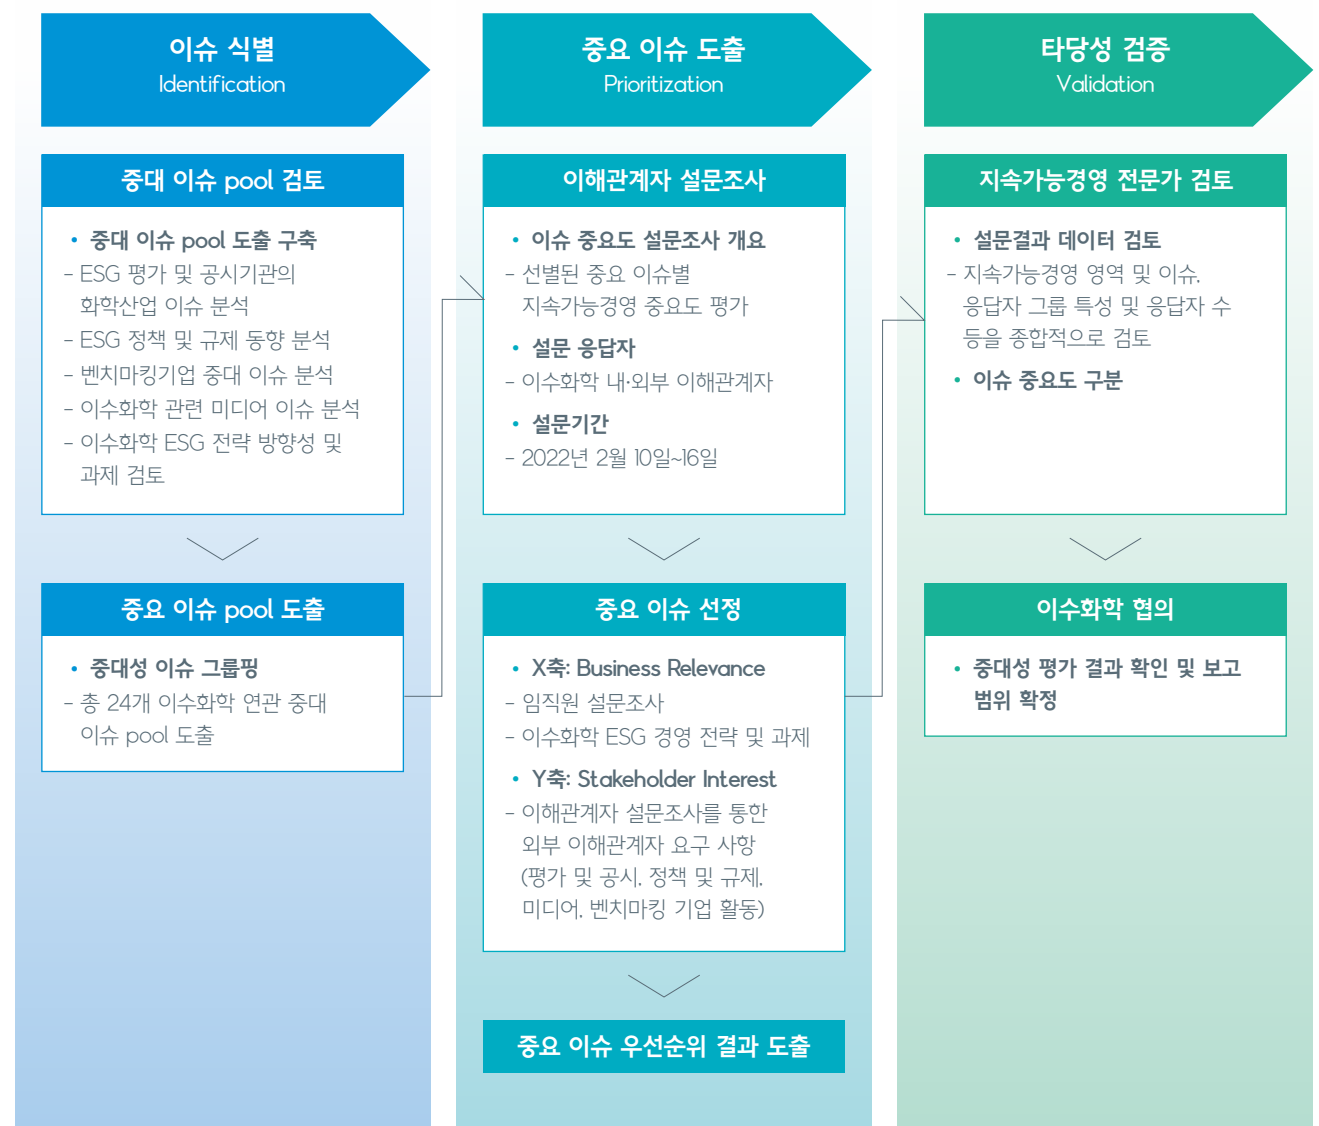 이슈 식별
Identification
중대 이슈 pool 검토
• 중대 이슈 pool 도출 구축
– ESG 평가 및 공시기관의
화학산업 이슈 분석
– ESG 정책 및 규제 동향 분석
– 벤치마킹기업 중대 이슈 분석
– 이수화학 관련 미디어 이슈 분석
– 이수화학 ESG 전략 방향성 및
과제 검토
중요 이슈 pool 도출
• 중대성 이슈 그룹핑
– 총 24개 이수화학 연관 중대
이슈 pool 도출
중요 이슈 도출
Prioritization
이해관계자 설문조사
• 이슈 중요도 설문조사 개요
– 선별된 중요 이슈별
지속가능경영 중요도 평가
• 설문 응답자
– 이수화학 내·외부 이해관계자
• 설문기간
– 2022년 2월 10일~16일
중요 이슈 선정
• X축: Business Relevance
– 임직원 설문조사
– 이수화학 ESG 경영 전략 및 과제
• Y축: Stakeholder Interest
– 이해관계자 설문조사를 통한
외부 이해관계자 요구 사항
(평가 및 공시, 정책 및 규제,
미디어, 벤치마킹 기업 활동)
중요 이슈 우선순위 결과 도출
타당성 검증
Validation
지속가능경영 전문가 검토
• 설문결과 데이터 검토
– 지속가능경영 영역 및 이슈,
응답자 그룹 특성 및 응답자 수
등을 종합적으로 검토
• 이슈 중요도 구분
이수화학 협의
• 중대성 평가 결과 확인 및 보고
범위 확정